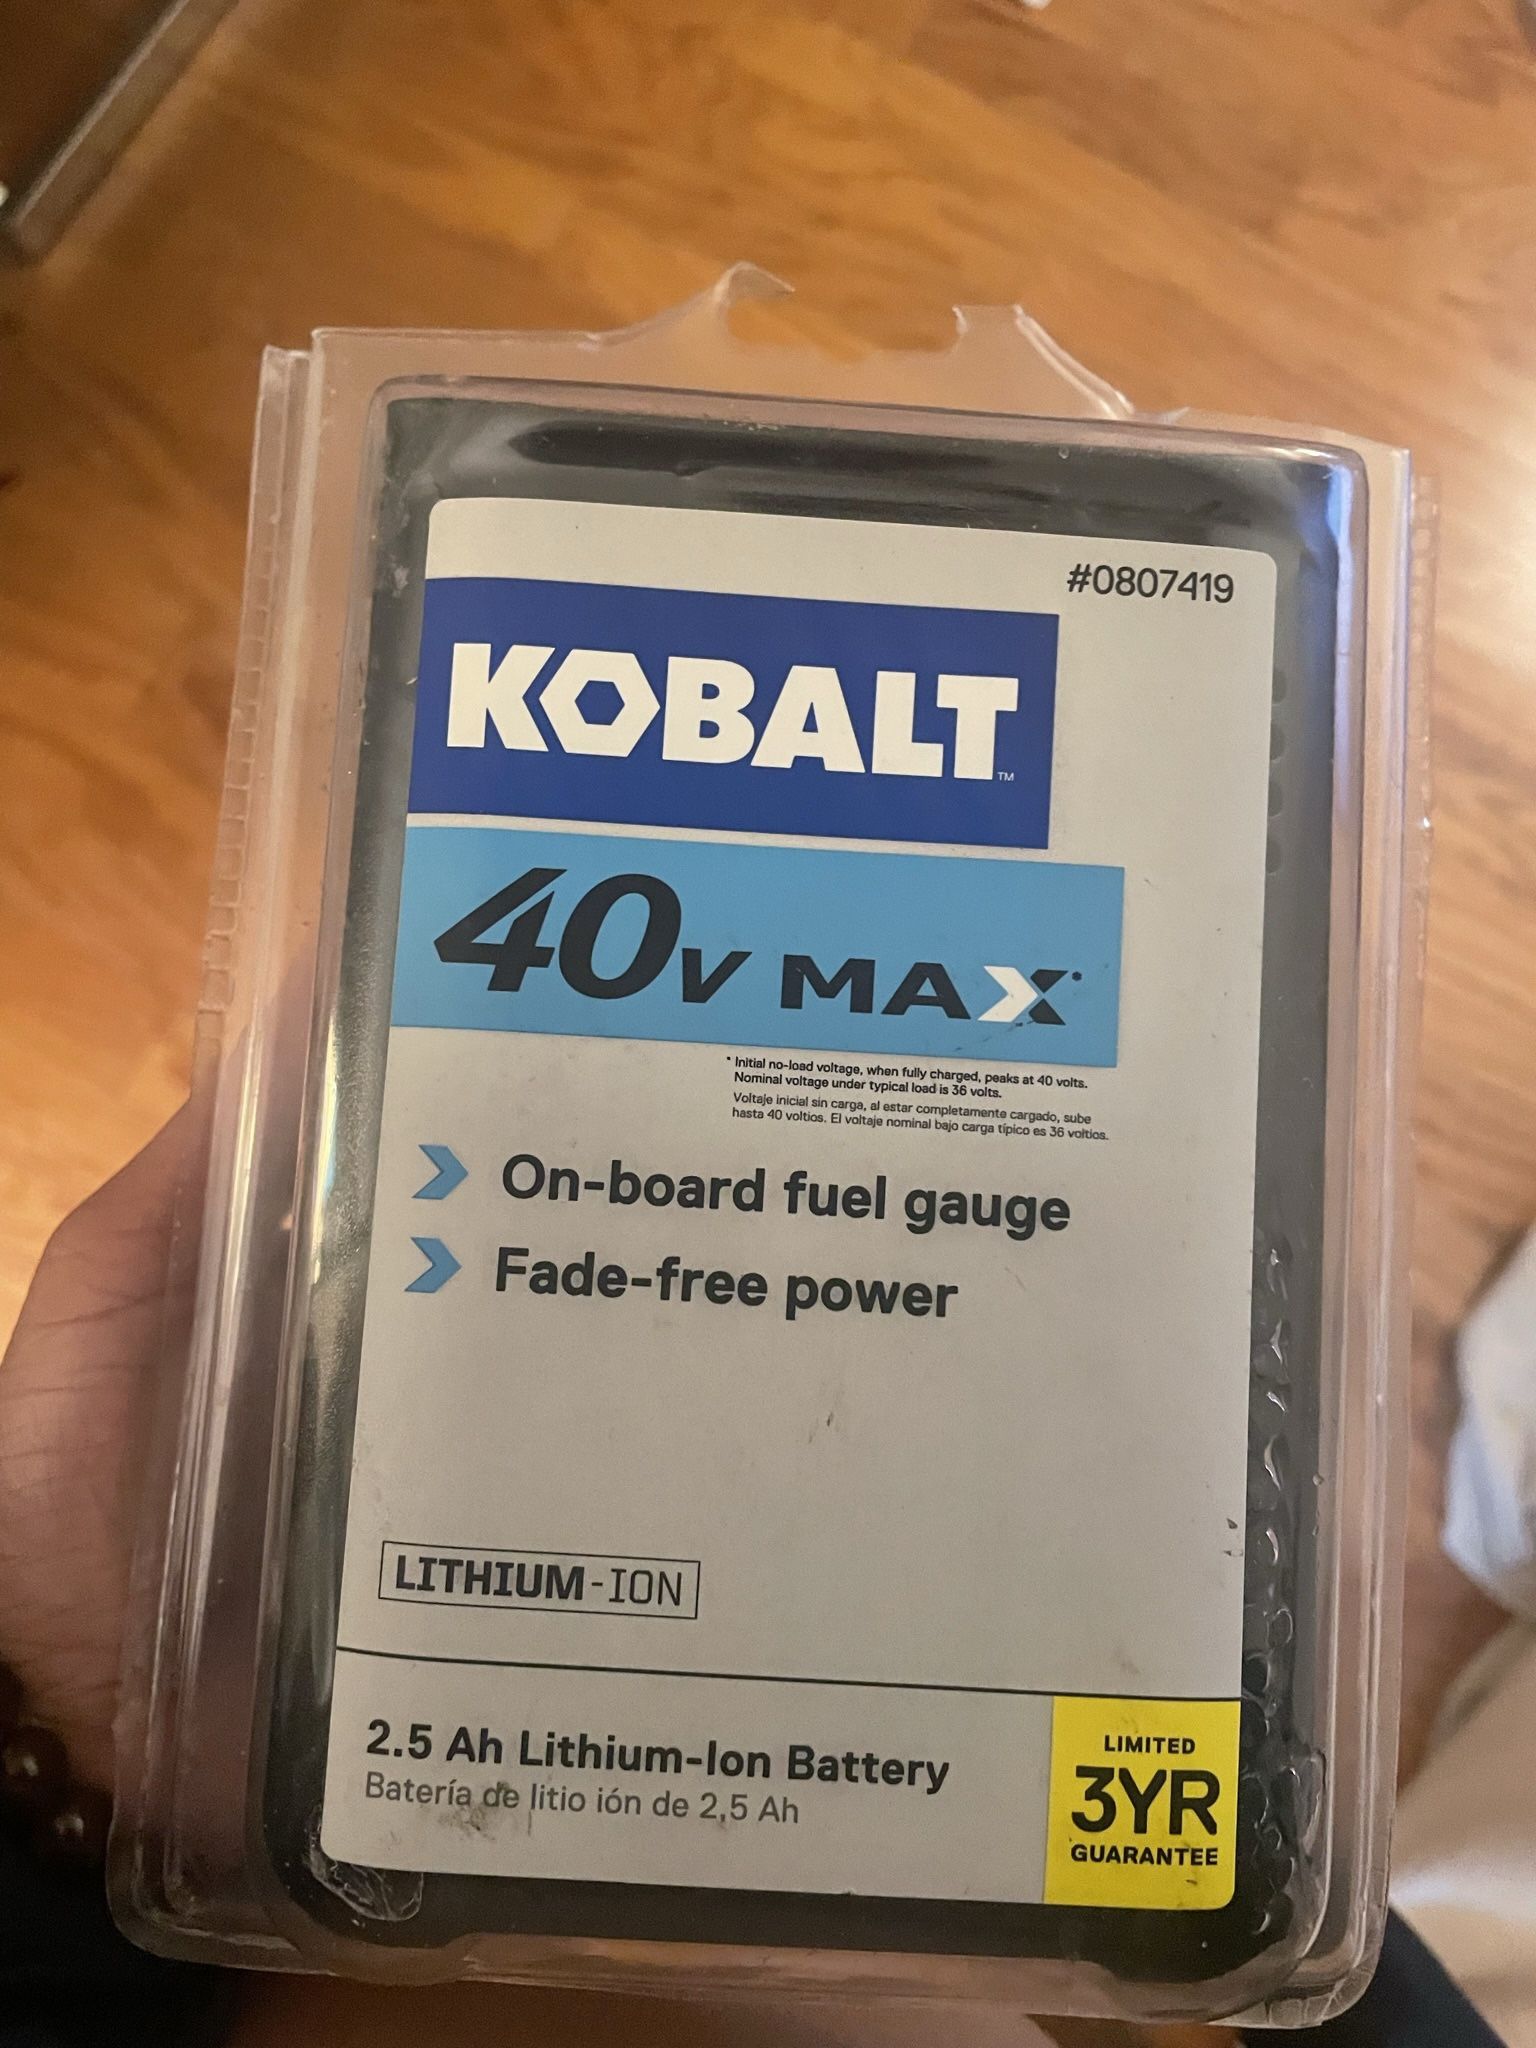 #0807419
KOBALT™
40V MAX*
* Initial no-load voltage, when fully charged, peaks at 40 volts.
Nominal voltage under typical load is 36 volts.
Voltaje inicial sin carga, al estar completamente cargado, sube
hasta 40 voltios. El voltaje nominal bajo carga típico es 36 voltios.
On-board fuel gauge
Fade-free power
LITHIUM-ION
2.5 Ah Lithium-Ion Battery
Batería de litio ión de 2,5 Ah
LIMITED
3YR
GUARANTEE